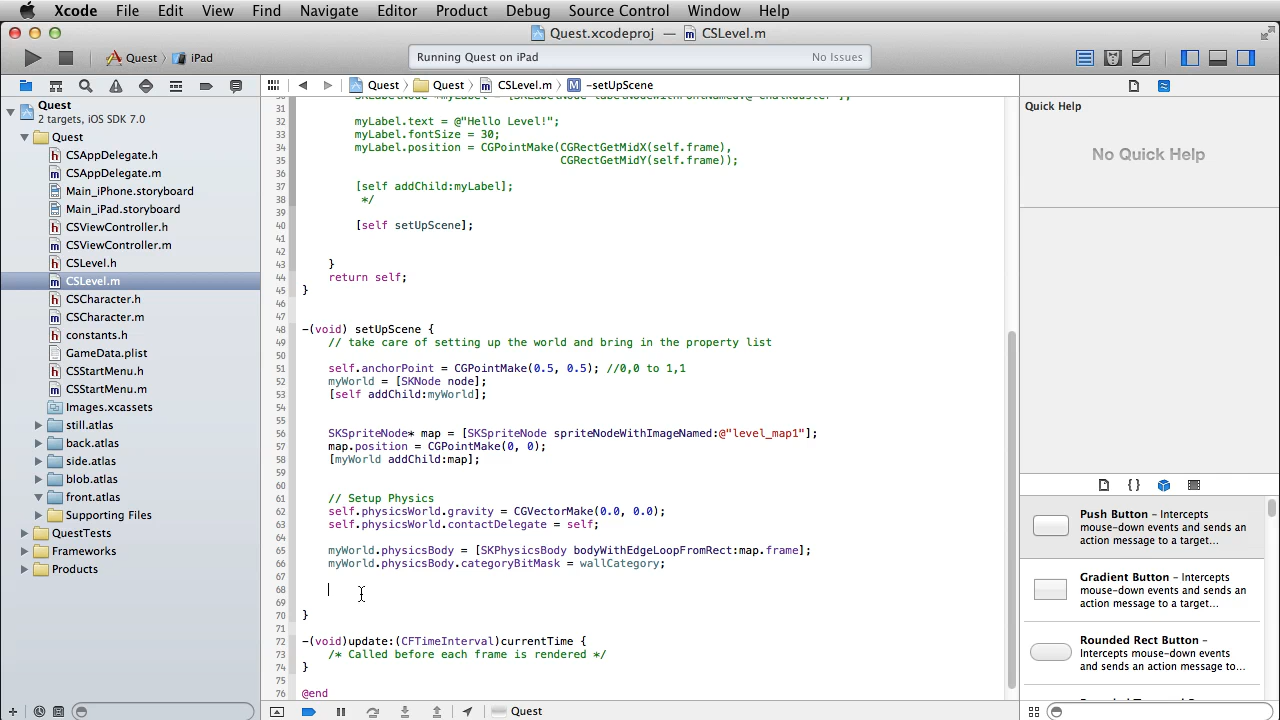 Xcode File Edit View Find Navigate Editor Product Debug Source Control Window Help
Quest.xcodeproj — CSLevel.m
Quest iPad
Running Quest on iPad No Issues
Quest Quest CSLevel.m -setUpScene
Quest
2 targets, iOS SDK 7.0
Quest
CSAppDelegate.h
CSAppDelegate.m
Main_iPhone.storyboard
Main_iPad.storyboard
CSViewController.h
CSViewController.m
CSLevel.h
CSLevel.m
CSCharacter.h
CSCharacter.m
constants.h
GameData.plist
CSStartMenu.h
CSStartMenu.m
Images.xcassets
still.atlas
back.atlas
side.atlas
blob.atlas
front.atlas
Supporting Files
QuestTests
Frameworks
Products
31
32 myLabel.text = @"Hello Level!";
33 myLabel.fontSize = 30;
34 myLabel.position = CGPointMake(CGRectGetMidX(self.frame),
35 CGRectGetMidY(self.frame));
36
37 [self addChild:myLabel];
38 */
39
40 [self setUpScene];
41
42
43 }
44 return self;
45 }
46
47
48 -(void) setUpScene {
49 // take care of setting up the world and bring in the property list
50
51 self.anchorPoint = CGPointMake(0.5, 0.5); //0,0 to 1,1
52 myWorld = [SKNode node];
53 [self addChild:myWorld];
54
55
56 SKSpriteNode* map = [SKSpriteNode spriteNodeWithImageNamed:@"level_map1"];
57 map.position = CGPointMake(0, 0);
58 [myWorld addChild:map];
59
60
61 // Setup Physics
62 self.physicsWorld.gravity = CGVectorMake(0.0, 0.0);
63 self.physicsWorld.contactDelegate = self;
64
65 myWorld.physicsBody = [SKPhysicsBody bodyWithEdgeLoopFromRect:map.frame];
66 myWorld.physicsBody.categoryBitMask = wallCategory;
67
68
69
70 }
71
72 -(void)update:(CFTimeInterval)currentTime {
73 /* Called before each frame is rendered */
74 }
75
76 @end
Quest
Quick Help
No Quick Help
Push Button – Intercepts
mouse-down events and sends an
action message to a target...
Gradient Button – Intercepts
mouse-down events and sends an
action message to a target...
Rounded Rect Button –
Intercepts mouse-down events
and sends an action message to...